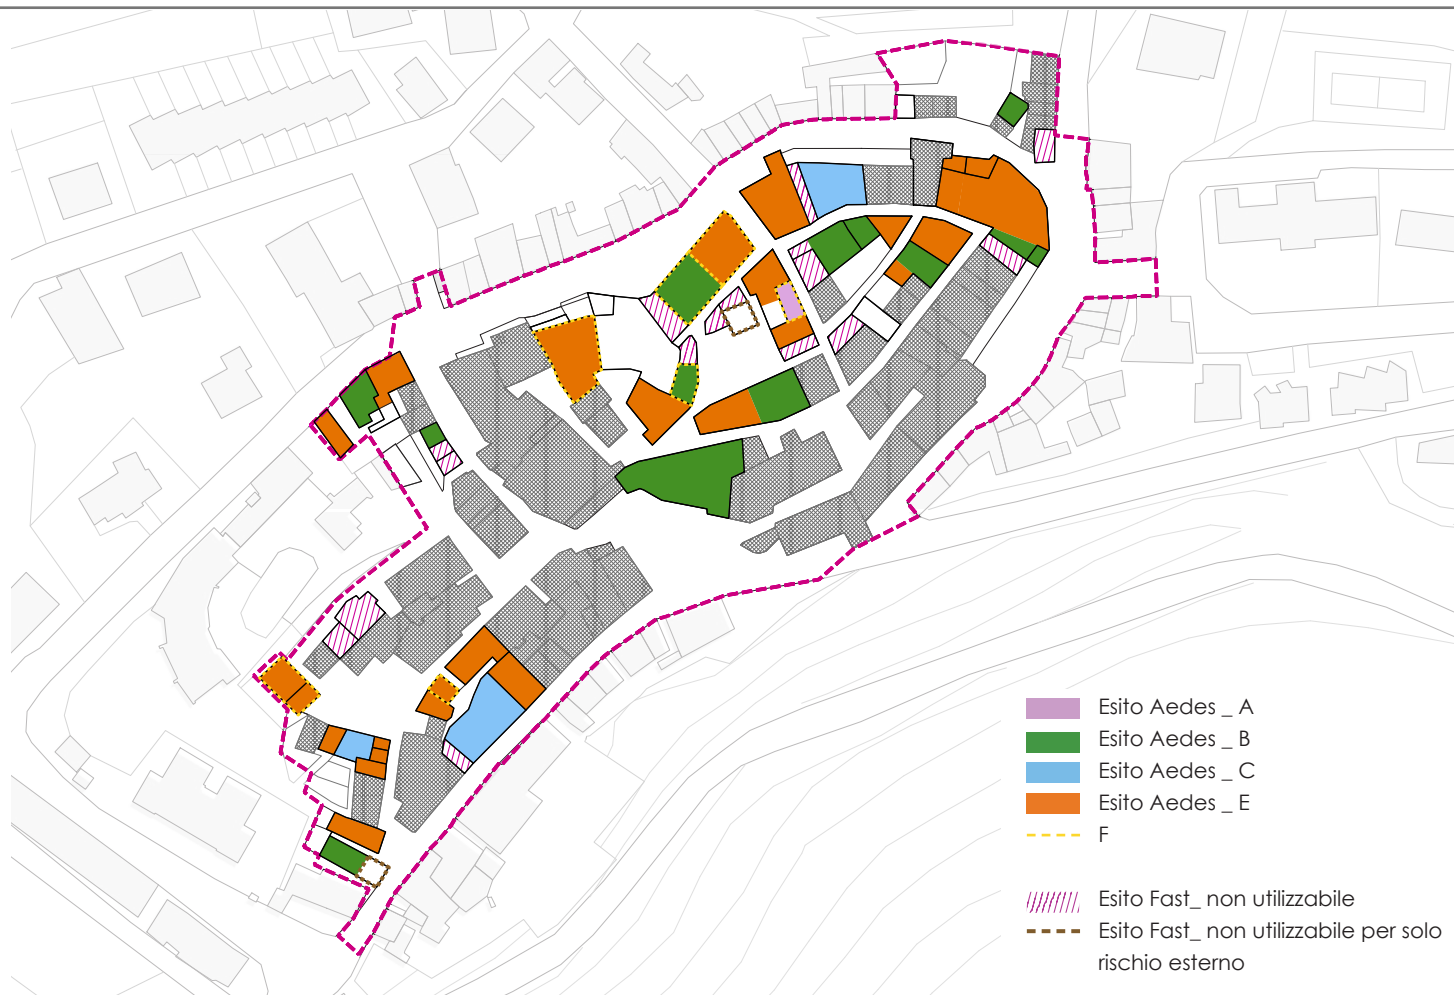 Esito Aedes _ A
Esito Aedes _ B
Esito Aedes _ C
Esito Aedes _ E
F
Esito Fast_ non utilizzabile
Esito Fast_ non utilizzabile per solo
rischio esterno